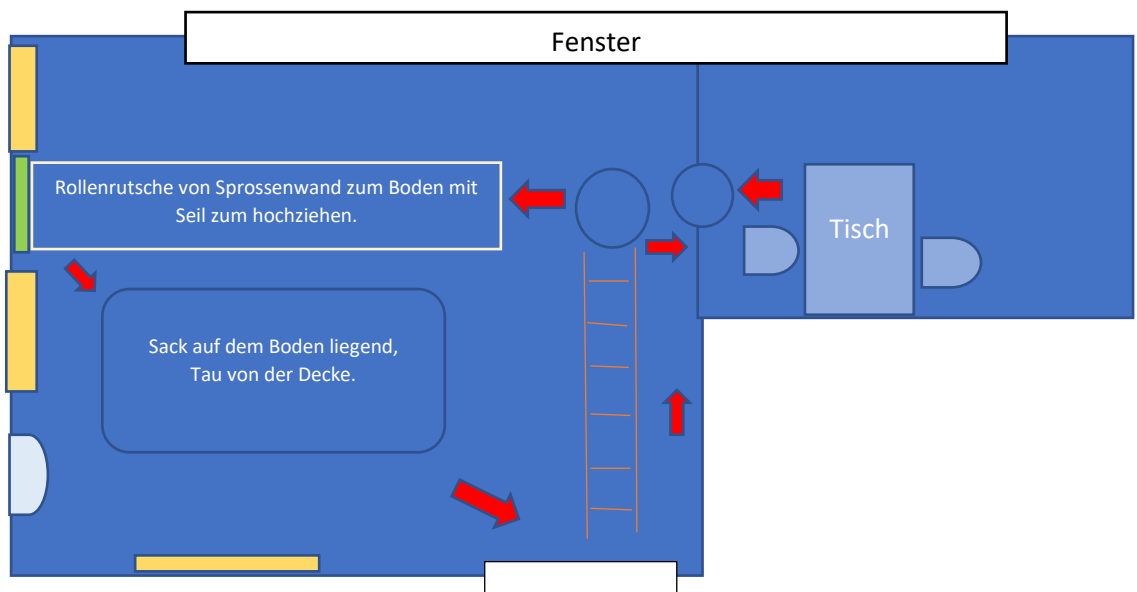 Fenster
Rollenrutsche von Sprossenwand zum Boden mit
Seil zum hochziehen.
Tisch
Sack auf dem Boden liegend,
Tau von der Decke.